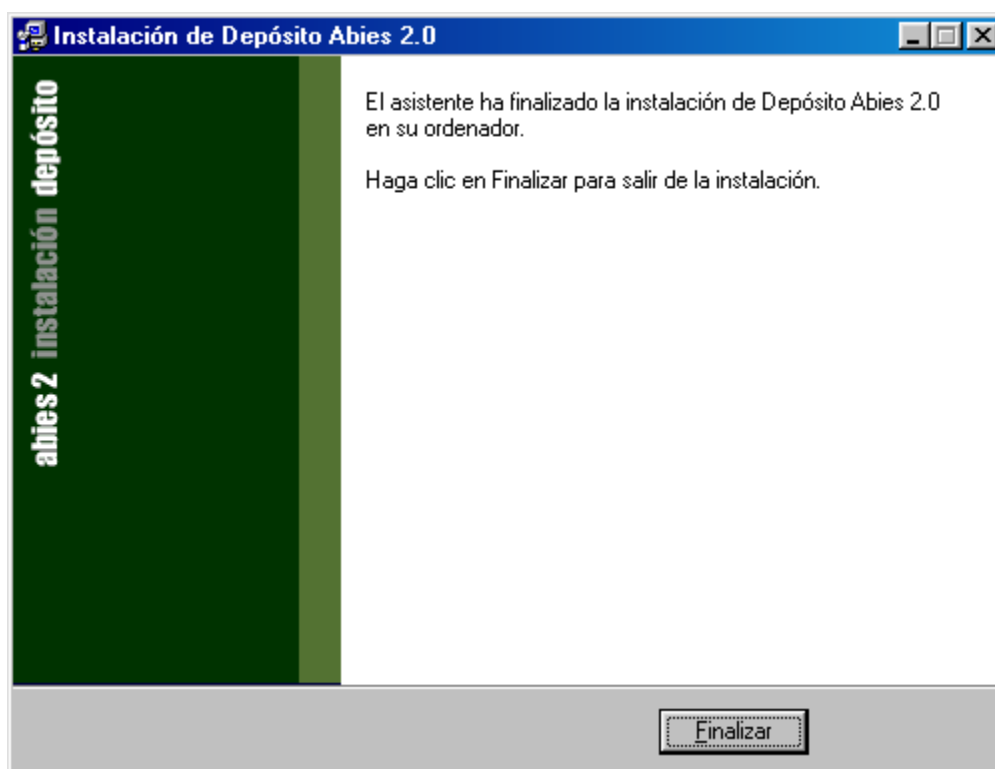 Instalación de Depósito Abies 2.0
abies 2 instalación depósito
El asistente ha finalizado la instalación de Depósito Abies 2.0
en su ordenador.
Haga clic en Finalizar para salir de la instalación.
Finalizar